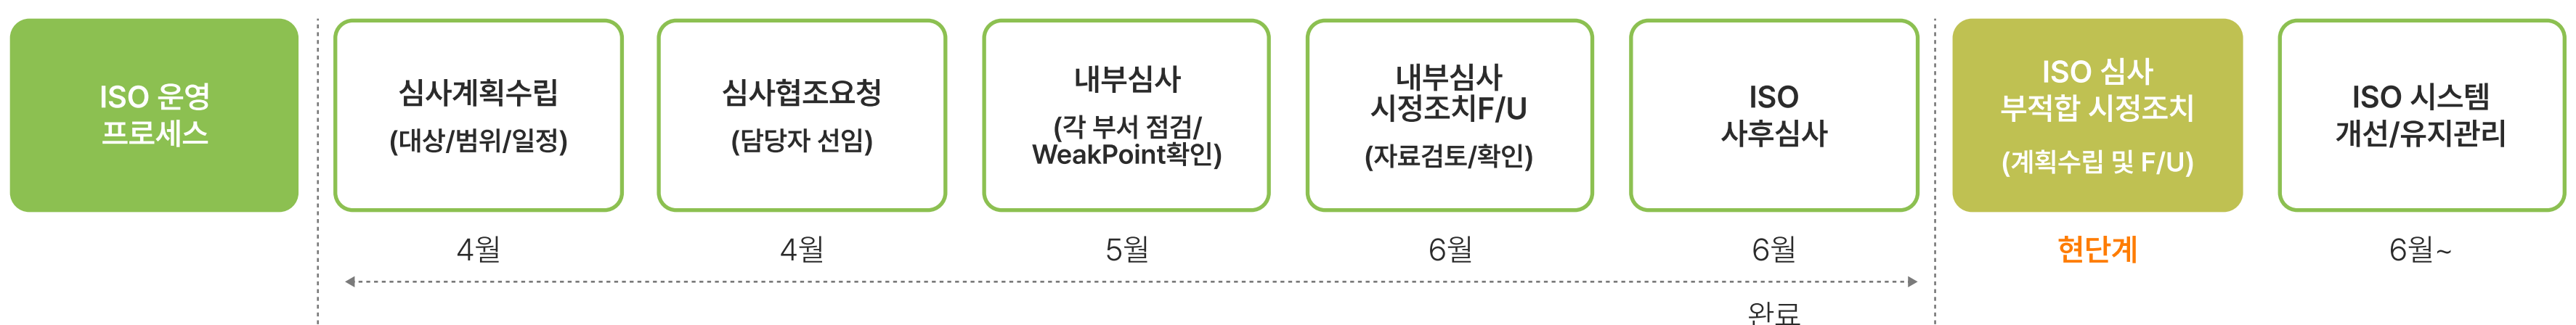 ISO 운영
프로세스
심사계획수립
(대상/범위/일정)
4월
심사협조요청
(담당자 선임)
4월
내부심사
(각 부서 점검/
WeakPoint확인)
5월
내부심사
시정조치F/U
(자료검토/확인)
6월
ISO
사후심사
6월
완료
ISO 심사
부적합 시정조치
(계획수립 및 F/U)
현단계
ISO 시스템
개선/유지관리
6월~